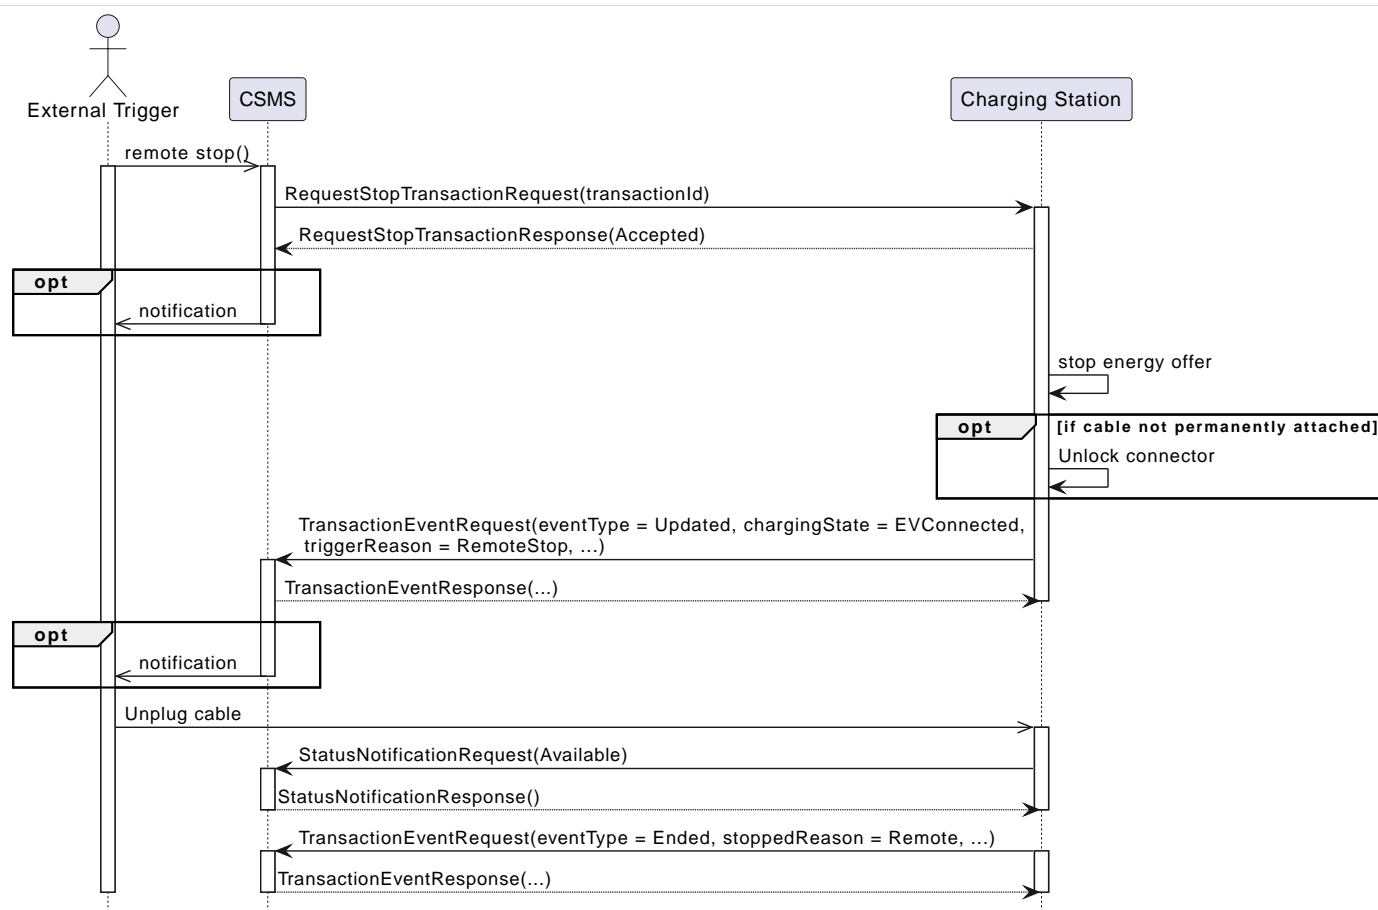 External Trigger
CSMS
Charging Station
remote stop()
RequestStopTransactionRequest(transactionId)
RequestStopTransactionResponse(Accepted)
opt
notification
stop energy offer
opt
[if cable not permanently attached]
Unlock connector
TransactionEventRequest(eventType = Updated, chargingState = EVConnected,
triggerReason = RemoteStop, ...)
TransactionEventResponse(...)
opt
notification
Unplug cable
StatusNotificationRequest(Available)
StatusNotificationResponse()
TransactionEventRequest(eventType = Ended, stoppedReason = Remote, ...)
TransactionEventResponse(...)